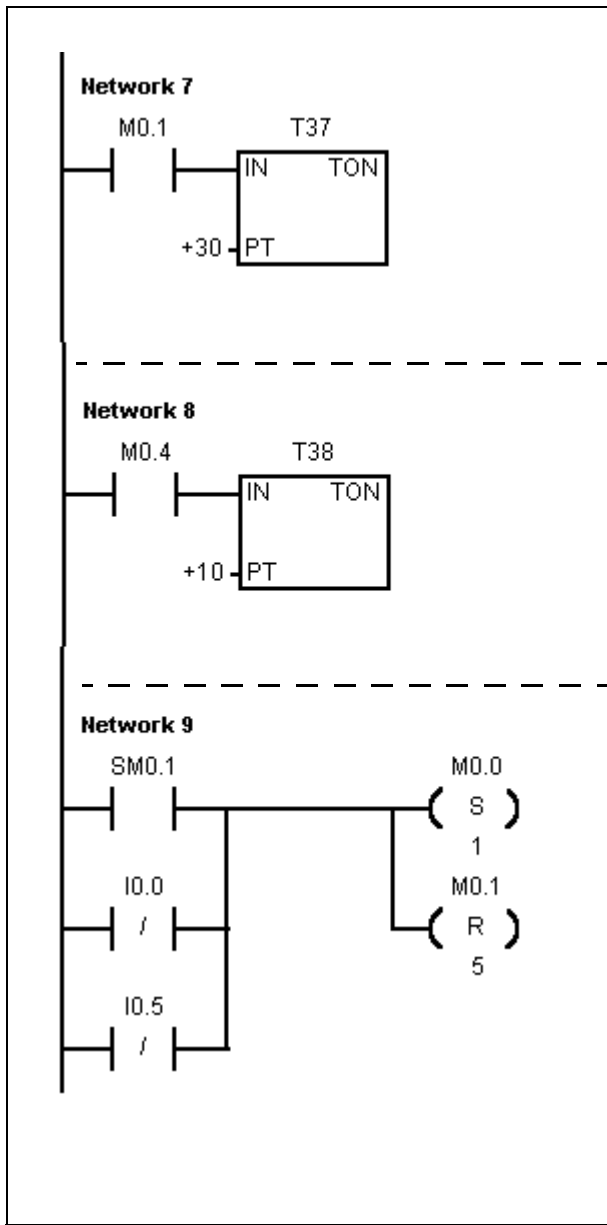 Network 7
M0.1 T37
IN TON
+30 PT
Network 8
M0.4 T38
IN TON
+10 PT
Network 9
SM0.1 M0.0
S
1
I0.0 M0.1
/ R
5
I0.5
/